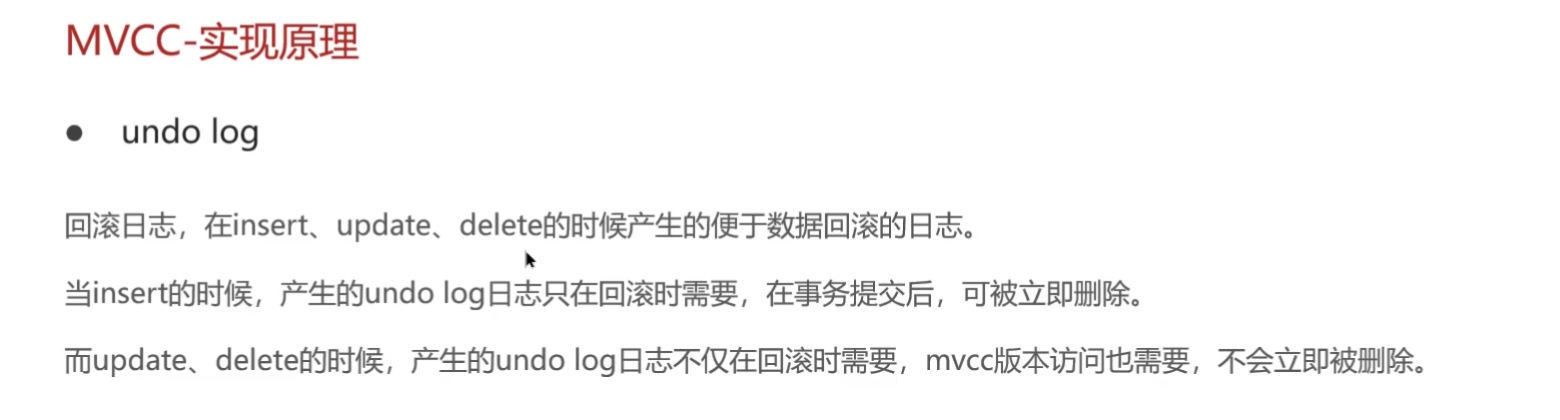 MVCC-实现原理
● undo log
回滚日志，在insert、update、delete的时候产生的便于数据回滚的日志。
当insert的时候，产生的undo log日志只在回滚时需要，在事务提交后，可被立即删除。
而update、delete的时候，产生的undo log日志不仅在回滚时需要，mvcc版本访问也需要，不会立即被删除。